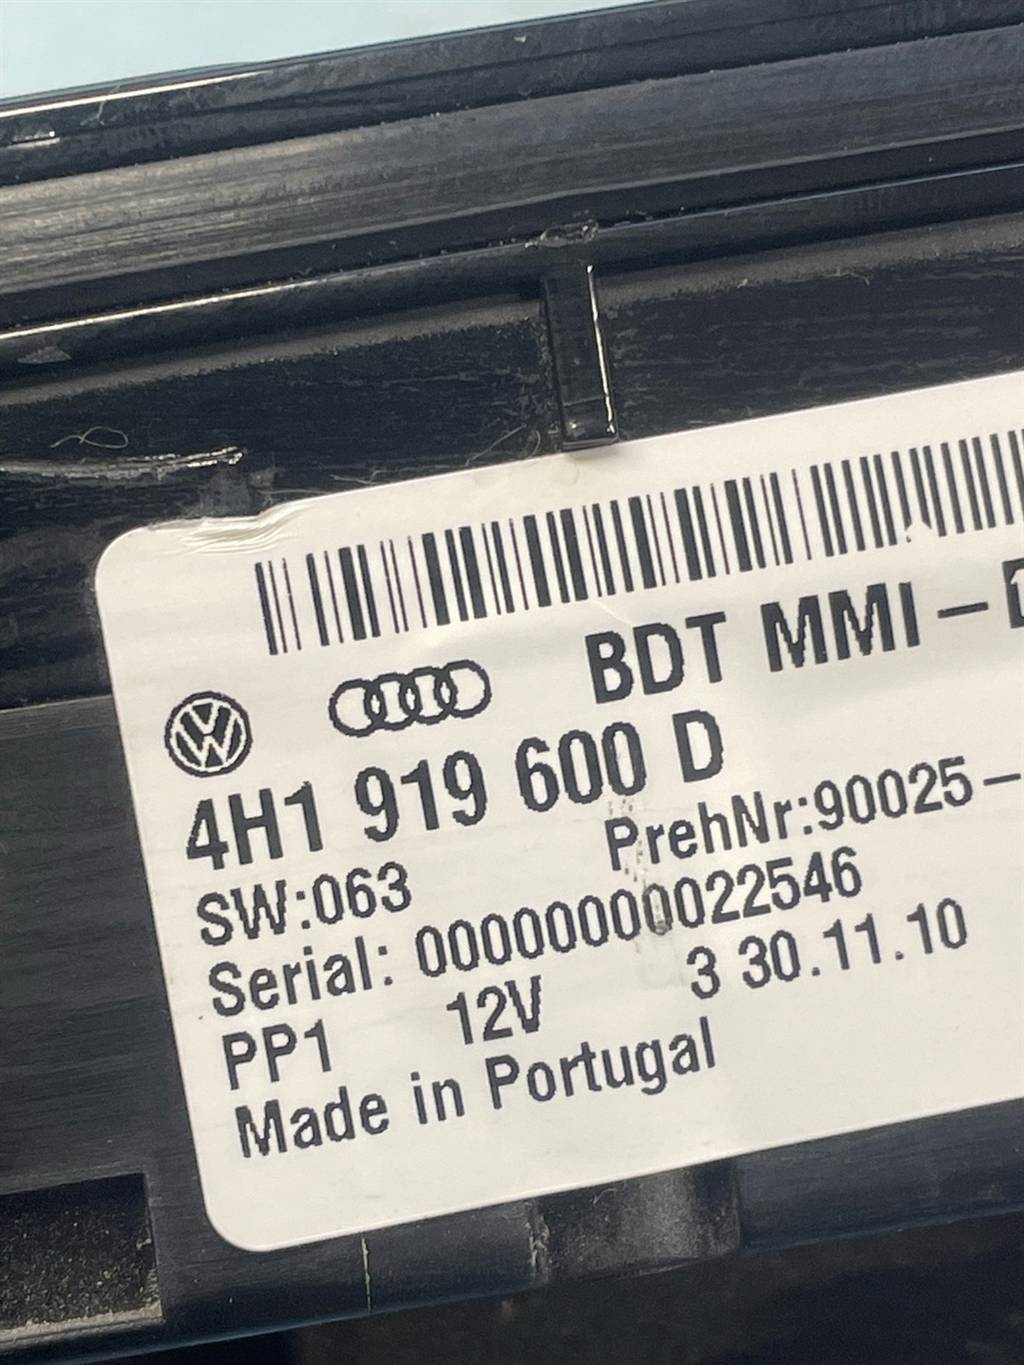 BDT MMI-
4H1 919 600 D
SW:063 PrehNr:90025-
Serial: 00000000022546
PP1 12V 3 30.11.10
Made in Portugal